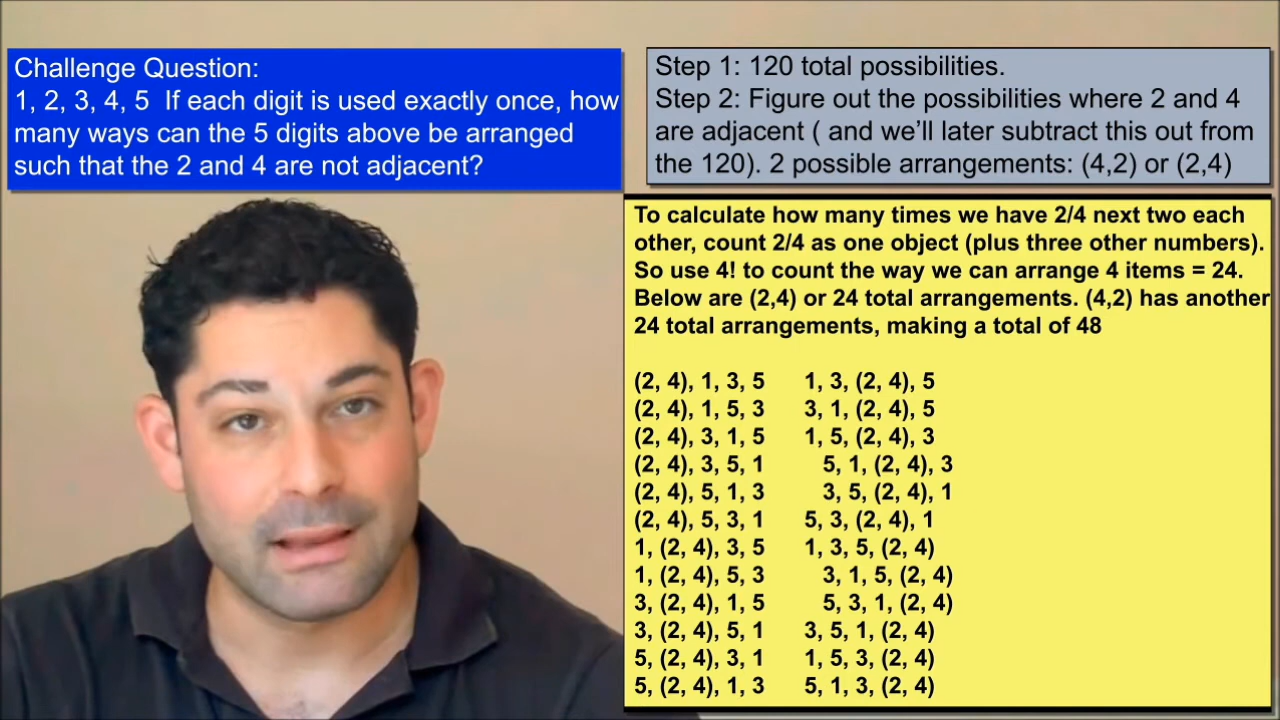 Challenge Question:
1, 2, 3, 4, 5  If each digit is used exactly once, how
many ways can the 5 digits above be arranged
such that the 2 and 4 are not adjacent?
Step 1: 120 total possibilities.
Step 2: Figure out the possibilities where 2 and 4
are adjacent ( and we'll later subtract this out from
the 120). 2 possible arrangements: (4,2) or (2,4)
To calculate how many times we have 2/4 next two each
other, count 2/4 as one object (plus three other numbers).
So use 4! to count the way we can arrange 4 items = 24.
Below are (2,4) or 24 total arrangements. (4,2) has another
24 total arrangements, making a total of 48
(2, 4), 1, 3, 5  1, 3, (2, 4), 5
(2, 4), 1, 5, 3  3, 1, (2, 4), 5
(2, 4), 3, 1, 5  1, 5, (2, 4), 3
(2, 4), 3, 5, 1  5, 1, (2, 4), 3
(2, 4), 5, 1, 3  3, 5, (2, 4), 1
(2, 4), 5, 3, 1  5, 3, (2, 4), 1
1, (2, 4), 3, 5  1, 3, 5, (2, 4)
1, (2, 4), 5, 3  3, 1, 5, (2, 4)
3, (2, 4), 1, 5  5, 3, 1, (2, 4)
3, (2, 4), 5, 1  3, 5, 1, (2, 4)
5, (2, 4), 3, 1  1, 5, 3, (2, 4)
5, (2, 4), 1, 3  5, 1, 3, (2, 4)